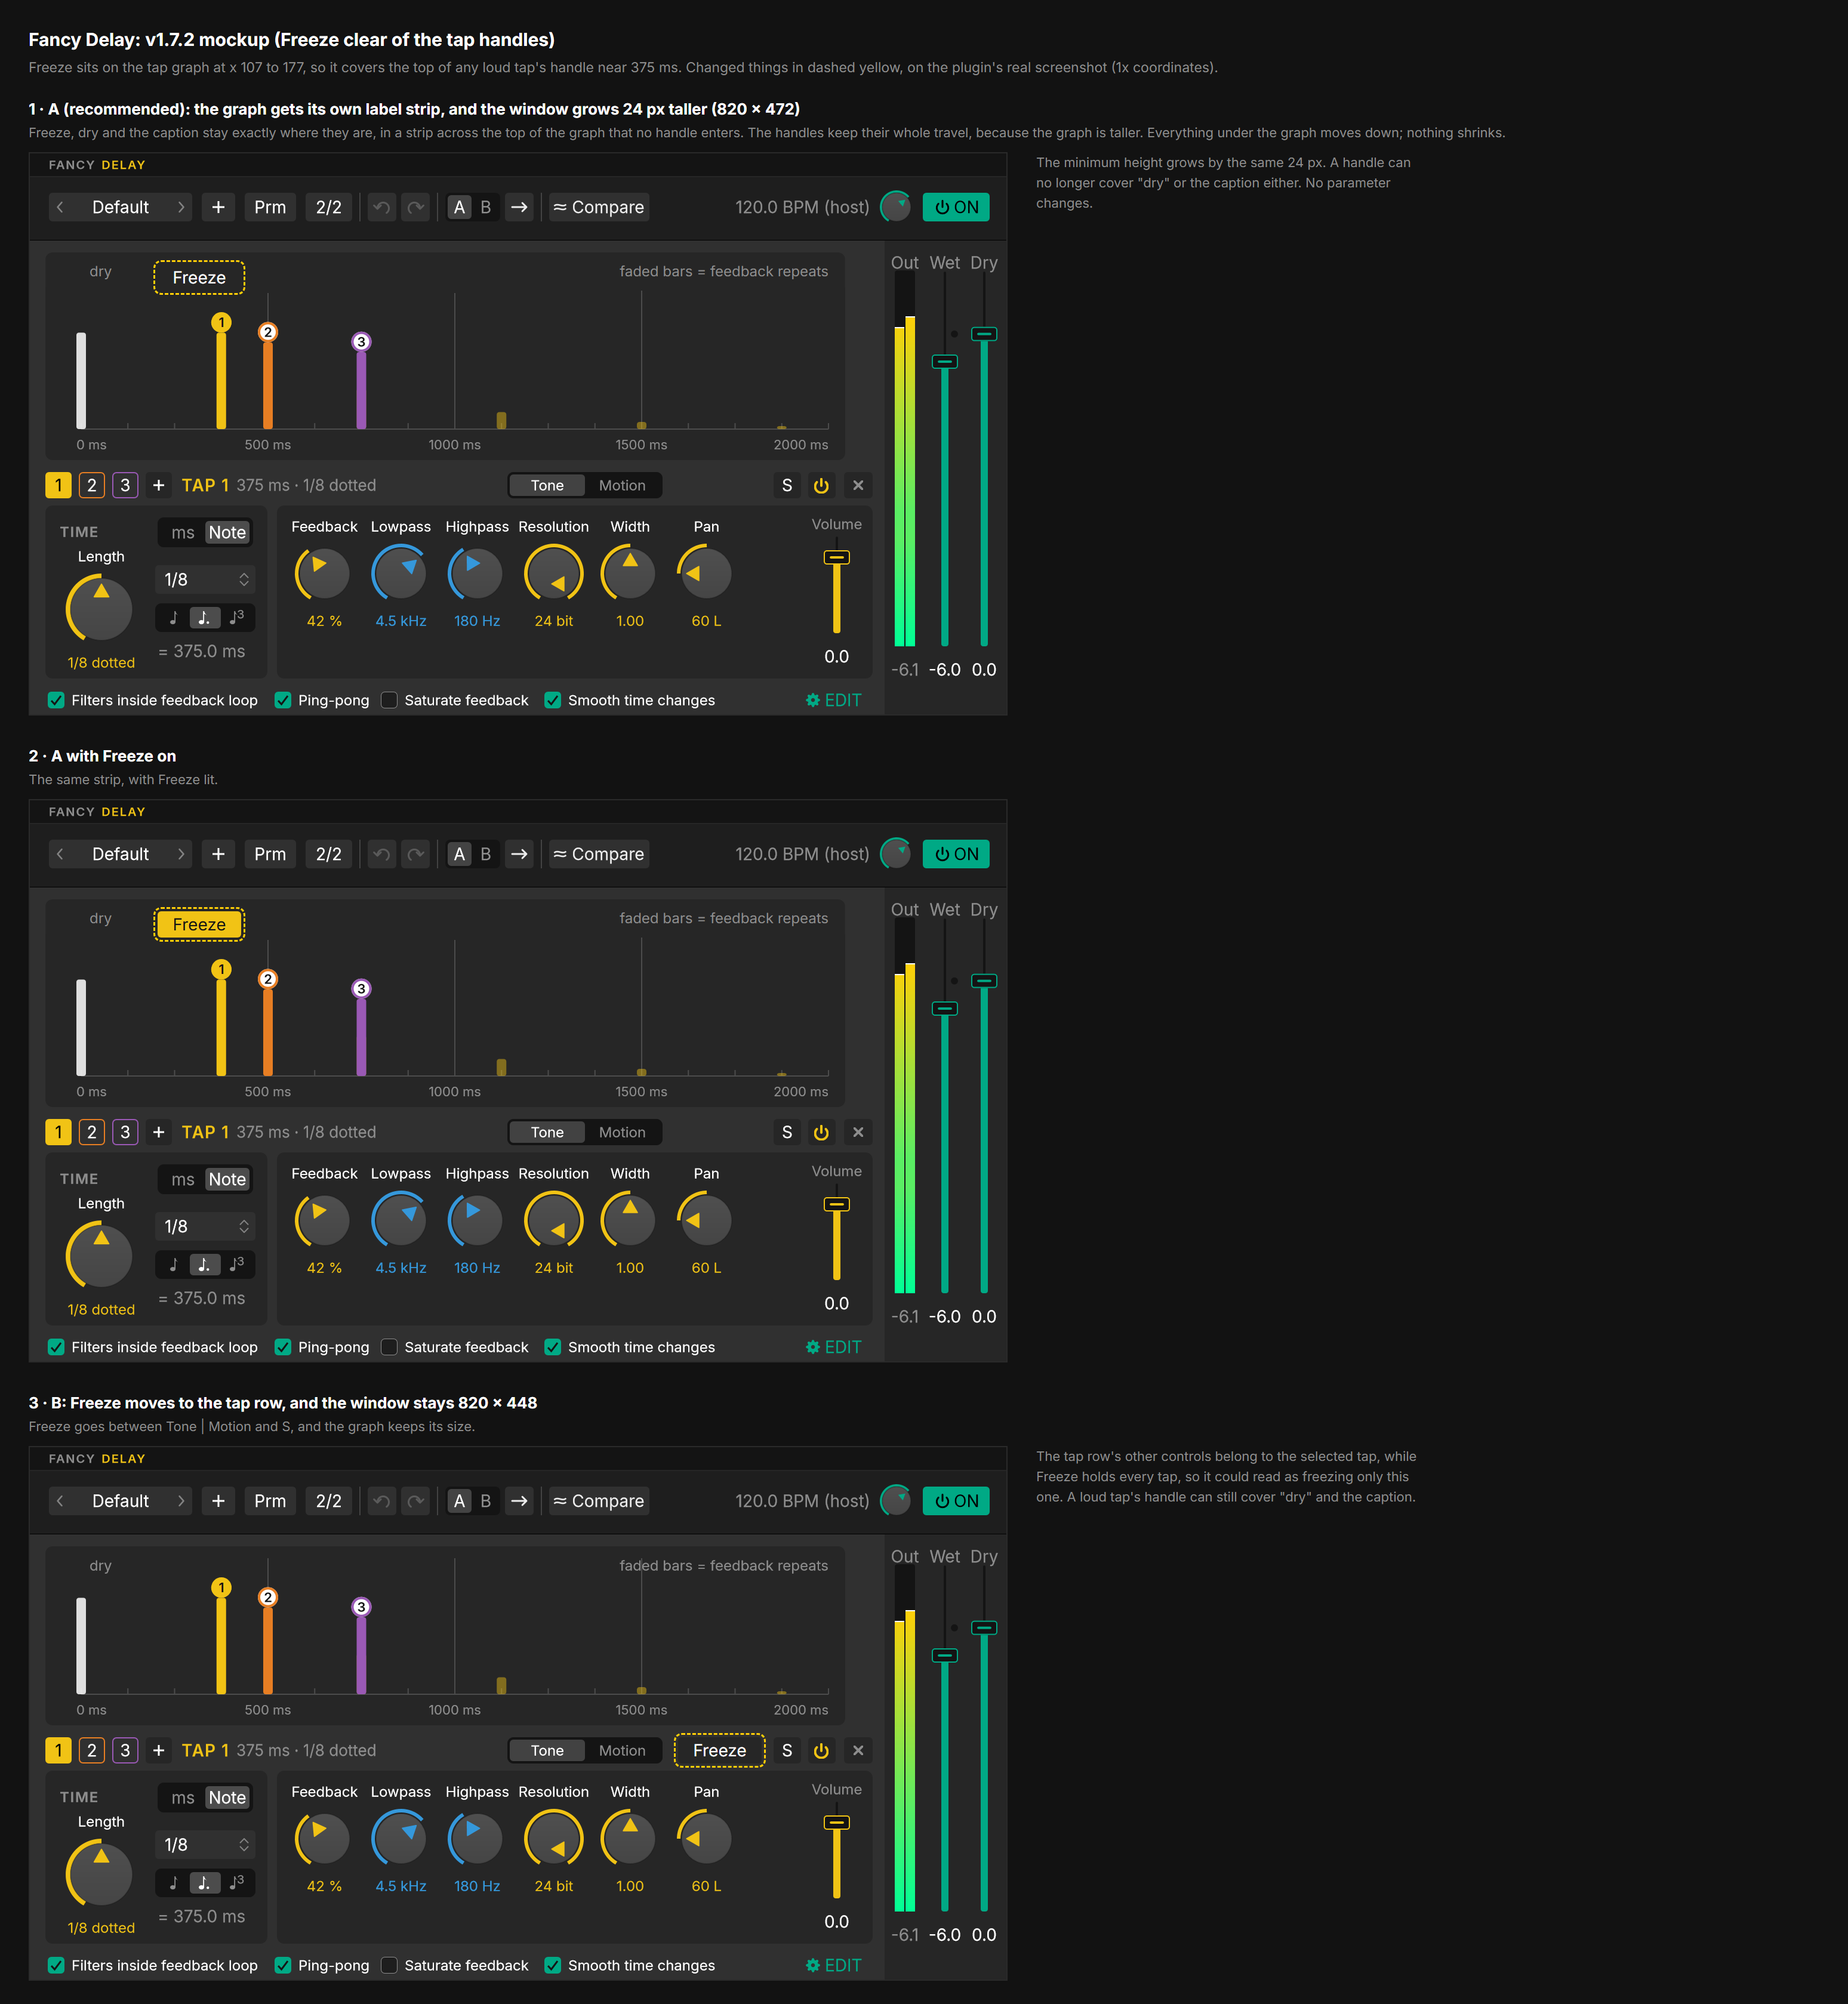 Fancy Delay: v1.7.2 mockup (Freeze clear of the tap handles)
Freeze sits on the tap graph at x 107 to 177, so it covers the top of any loud tap's handle near 375 ms. Changed things in dashed yellow, on the plugin's real screenshot (1x coordinates).
1 · A (recommended): the graph gets its own label strip, and the window grows 24 px taller (820 × 472)
Freeze, dry and the caption stay exactly where they are, in a strip across the top of the graph that no handle enters. The handles keep their whole travel, because the graph is taller. Everything under the graph moves down; nothing shrinks.
FANCY DELAY
The minimum height grows by the same 24 px. A handle can
no longer cover "dry" or the caption either. No parameter
changes.
Default + Prm 2/2 A B → ≈ Compare 120.0 BPM (host) ON
dry Freeze faded bars = feedback repeats Out Wet Dry
1
2
3
0 ms 500 ms 1000 ms 1500 ms 2000 ms
1 2 3 + TAP 1 375 ms · 1/8 dotted Tone Motion S ×
TIME ms Note Feedback Lowpass Highpass Resolution Width Pan Volume
Length
1/8
♪ ♪. ♪3
42 % 4.5 kHz 180 Hz 24 bit 1.00 60 L
1/8 dotted = 375.0 ms 0.0 -6.1 -6.0 0.0
Filters inside feedback loop Ping-pong Saturate feedback Smooth time changes EDIT
2 · A with Freeze on
The same strip, with Freeze lit.
FANCY DELAY
Default + Prm 2/2 A B → ≈ Compare 120.0 BPM (host) ON
dry Freeze faded bars = feedback repeats Out Wet Dry
1
2
3
0 ms 500 ms 1000 ms 1500 ms 2000 ms
1 2 3 + TAP 1 375 ms · 1/8 dotted Tone Motion S ×
TIME ms Note Feedback Lowpass Highpass Resolution Width Pan Volume
Length
1/8
♪ ♪. ♪3
42 % 4.5 kHz 180 Hz 24 bit 1.00 60 L
1/8 dotted = 375.0 ms 0.0 -6.1 -6.0 0.0
Filters inside feedback loop Ping-pong Saturate feedback Smooth time changes EDIT
3 · B: Freeze moves to the tap row, and the window stays 820 × 448
Freeze goes between Tone | Motion and S, and the graph keeps its size.
FANCY DELAY
The tap row's other controls belong to the selected tap, while
Freeze holds every tap, so it could read as freezing only this
one. A loud tap's handle can still cover "dry" and the caption.
Default + Prm 2/2 A B → ≈ Compare 120.0 BPM (host) ON
dry faded bars = feedback repeats Out Wet Dry
1
2
3
0 ms 500 ms 1000 ms 1500 ms 2000 ms
1 2 3 + TAP 1 375 ms · 1/8 dotted Tone Motion Freeze S ×
TIME ms Note Feedback Lowpass Highpass Resolution Width Pan Volume
Length
1/8
♪ ♪. ♪3
42 % 4.5 kHz 180 Hz 24 bit 1.00 60 L
1/8 dotted = 375.0 ms 0.0 -6.1 -6.0 0.0
Filters inside feedback loop Ping-pong Saturate feedback Smooth time changes EDIT